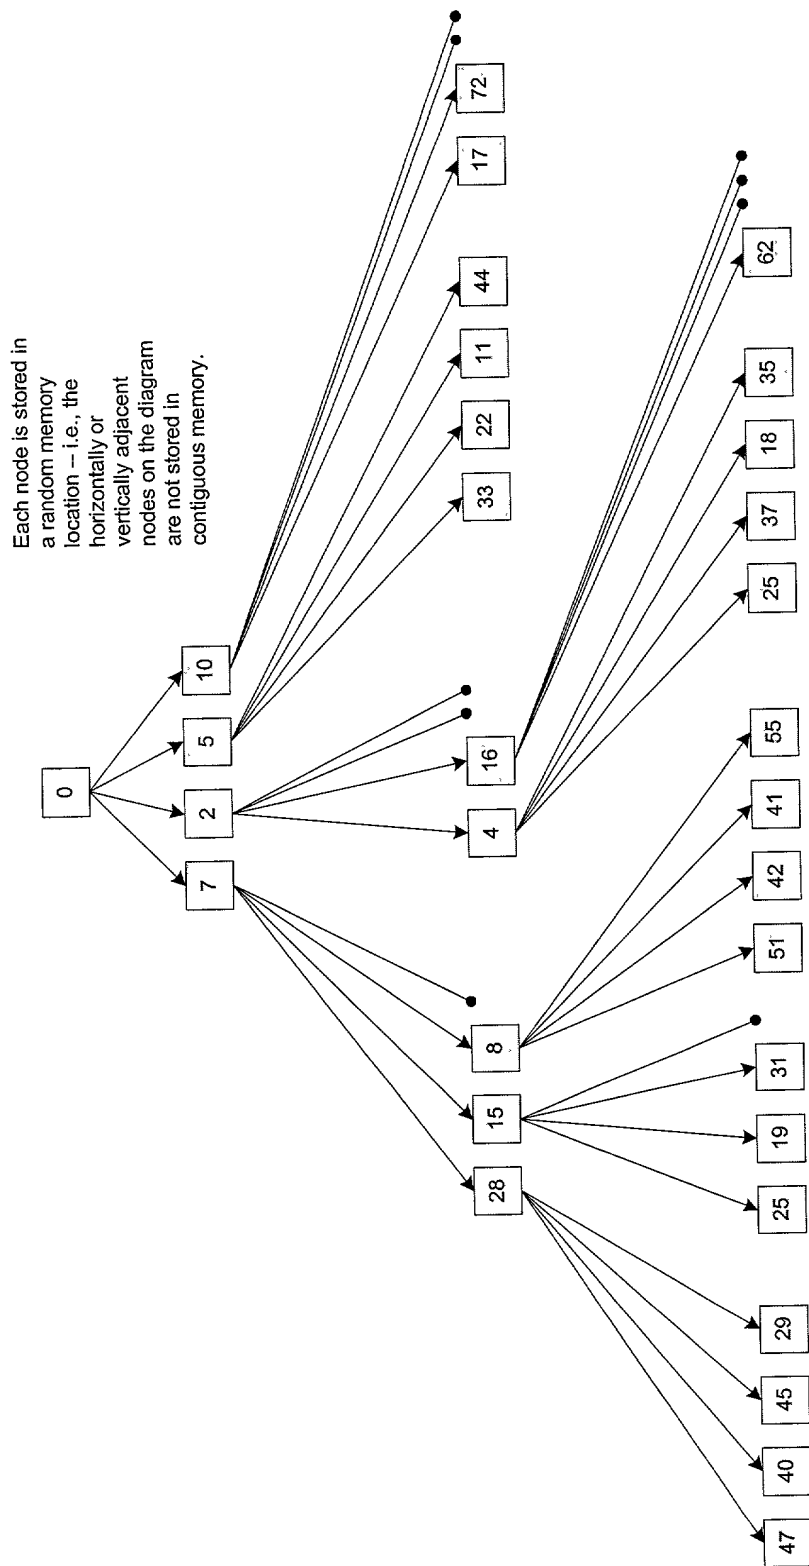 Each node is stored in
a random memory
location – i.e., the
horizontally or
vertically adjacent
nodes on the diagram
are not stored in
contiguous memory.
0
7 2 5 10
28 15 8 4 16 33 22 11 44 17 72
47 40 45 29 25 19 31 51 42 41 55 25 37 18 35 62